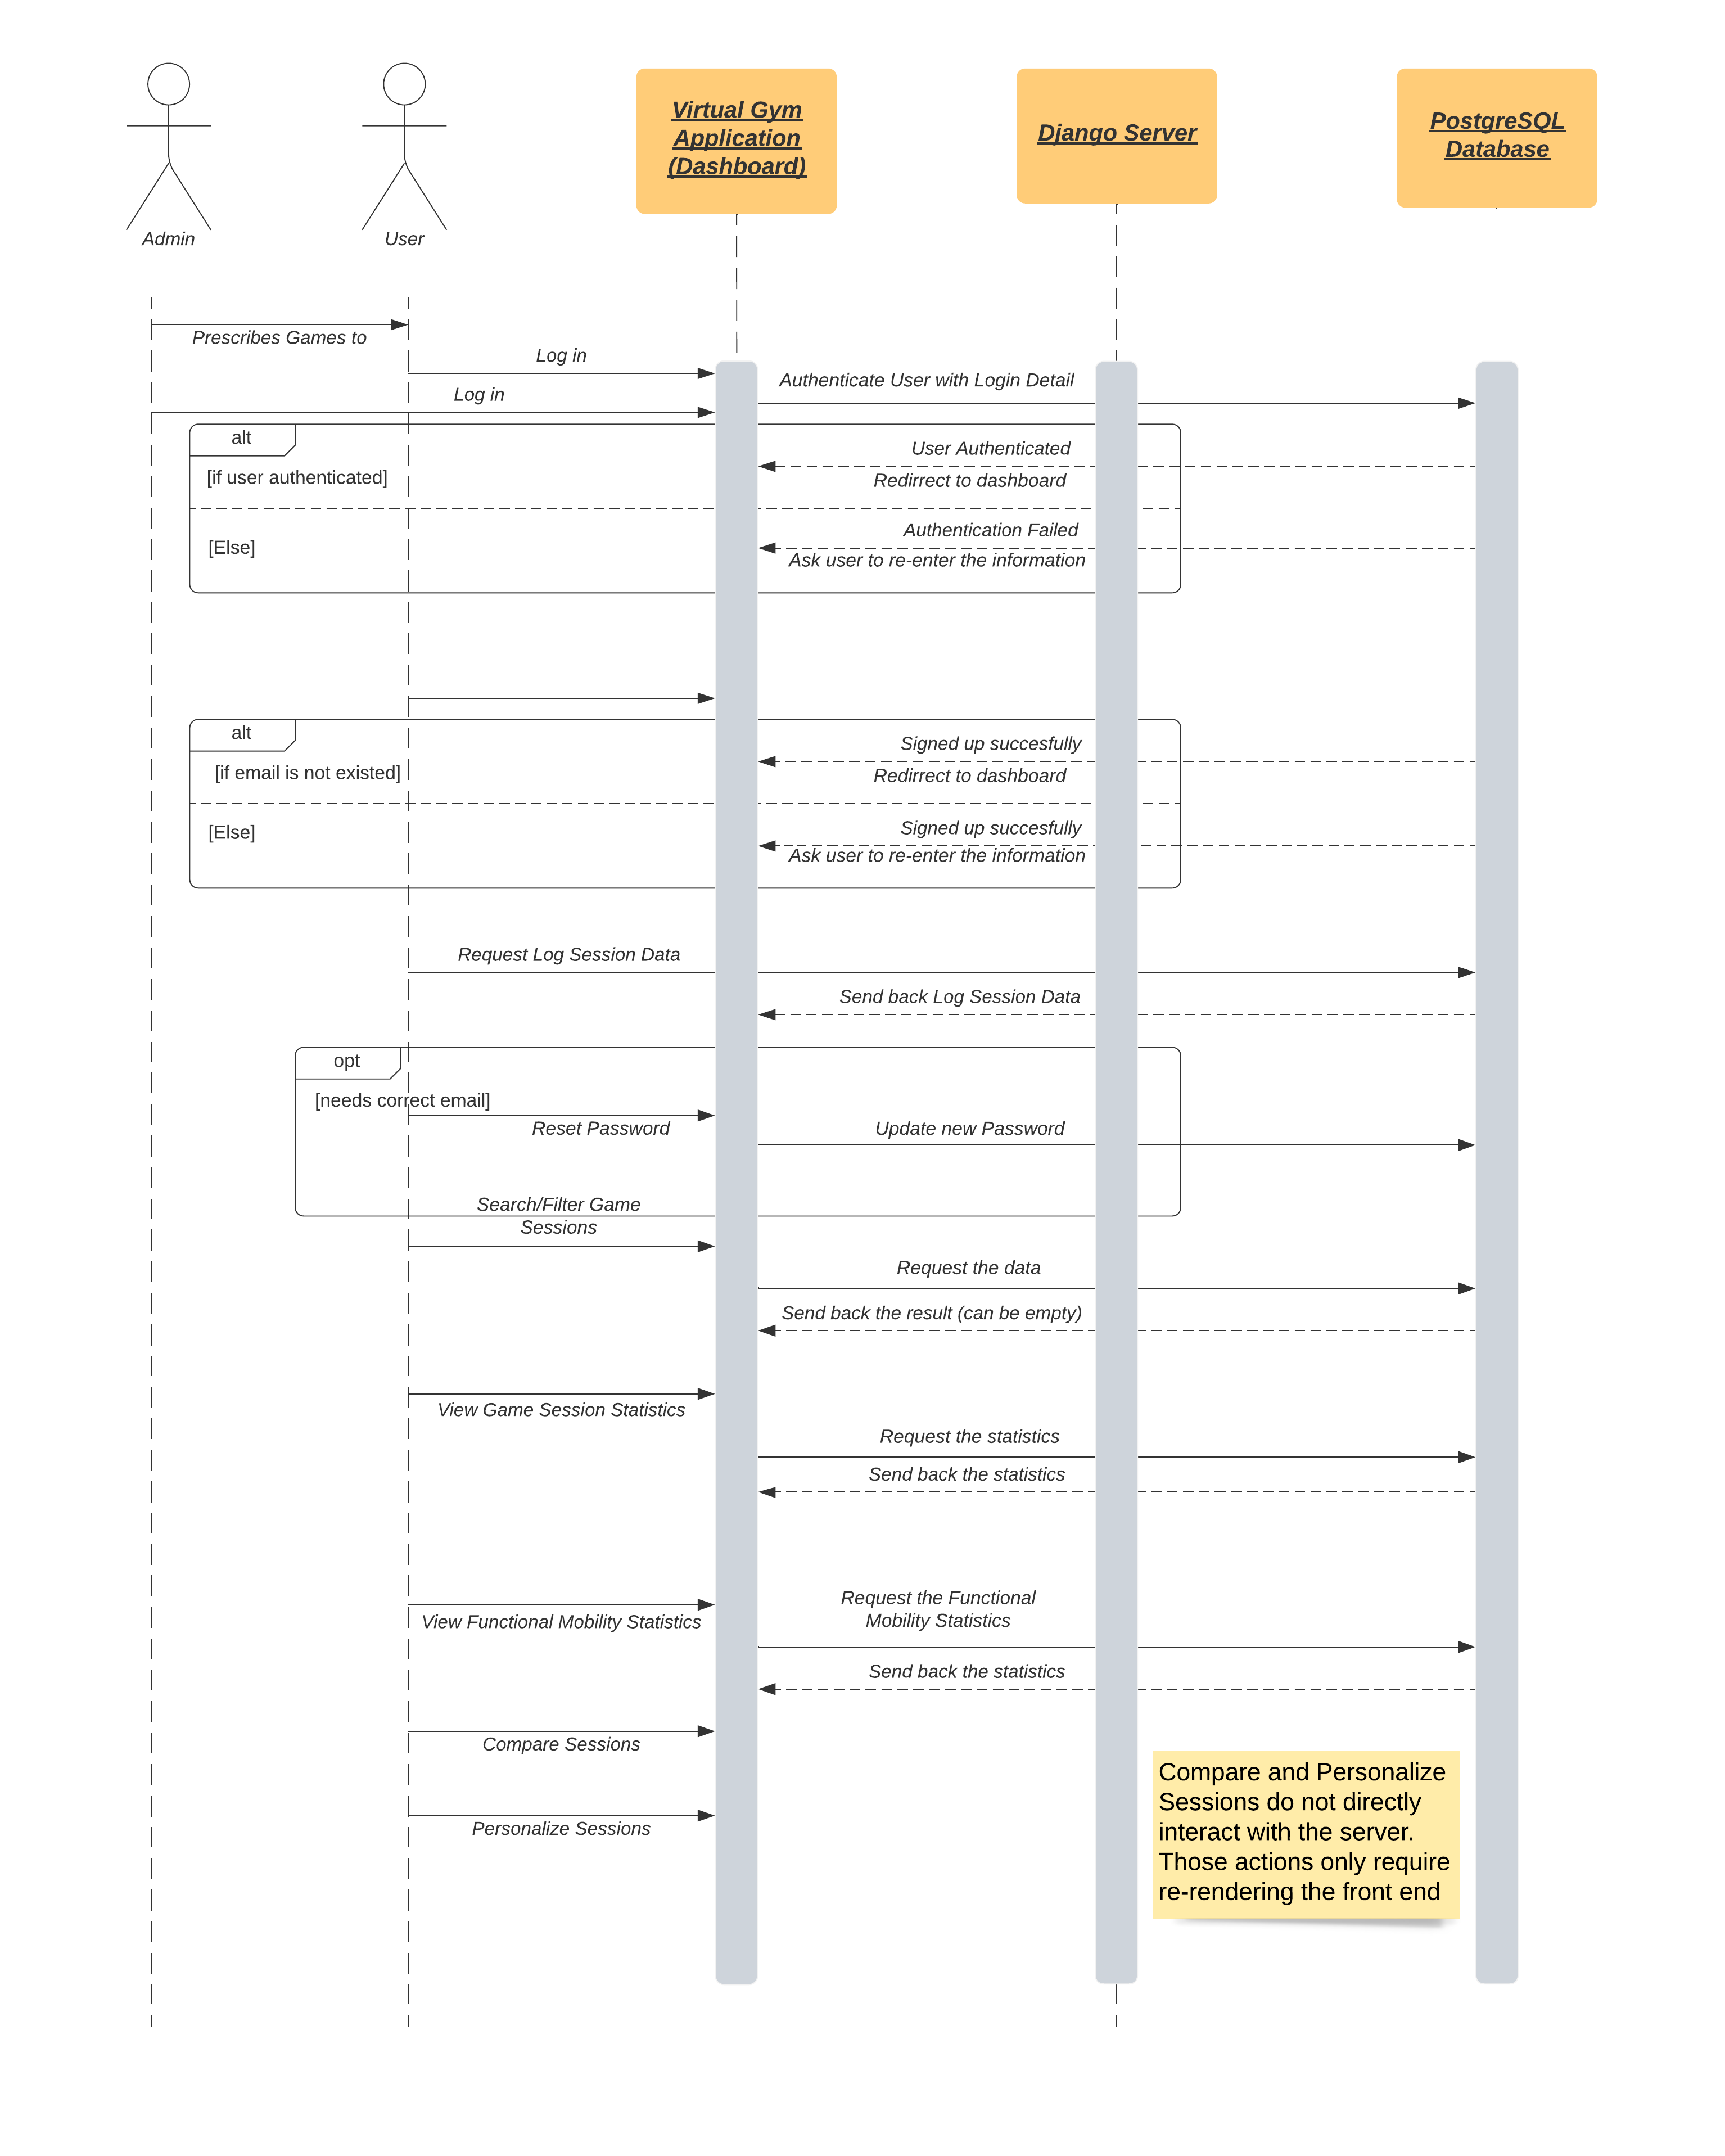 Virtual Gym
Application
(Dashboard)
Django Server
PostgreSQL
Database
Admin
User
Prescribes Games to
Log in
Authenticate User with Login Detail
Log in
alt
User Authenticated
[if user authenticated]
Redirrect to dashboard
Authentication Failed
[Else]
Ask user to re-enter the information
alt
Signed up succesfully
[if email is not existed]
Redirrect to dashboard
Signed up succesfully
[Else]
Ask user to re-enter the information
Request Log Session Data
Send back Log Session Data
opt
[needs correct email]
Reset Password
Update new Password
Search/Filter Game
Sessions
Request the data
Send back the result (can be empty)
View Game Session Statistics
Request the statistics
Send back the statistics
Request the Functional
Mobility Statistics
View Functional Mobility Statistics
Send back the statistics
Compare Sessions
Compare and Personalize
Sessions do not directly
interact with the server.
Those actions only require
re-rendering the front end
Personalize Sessions